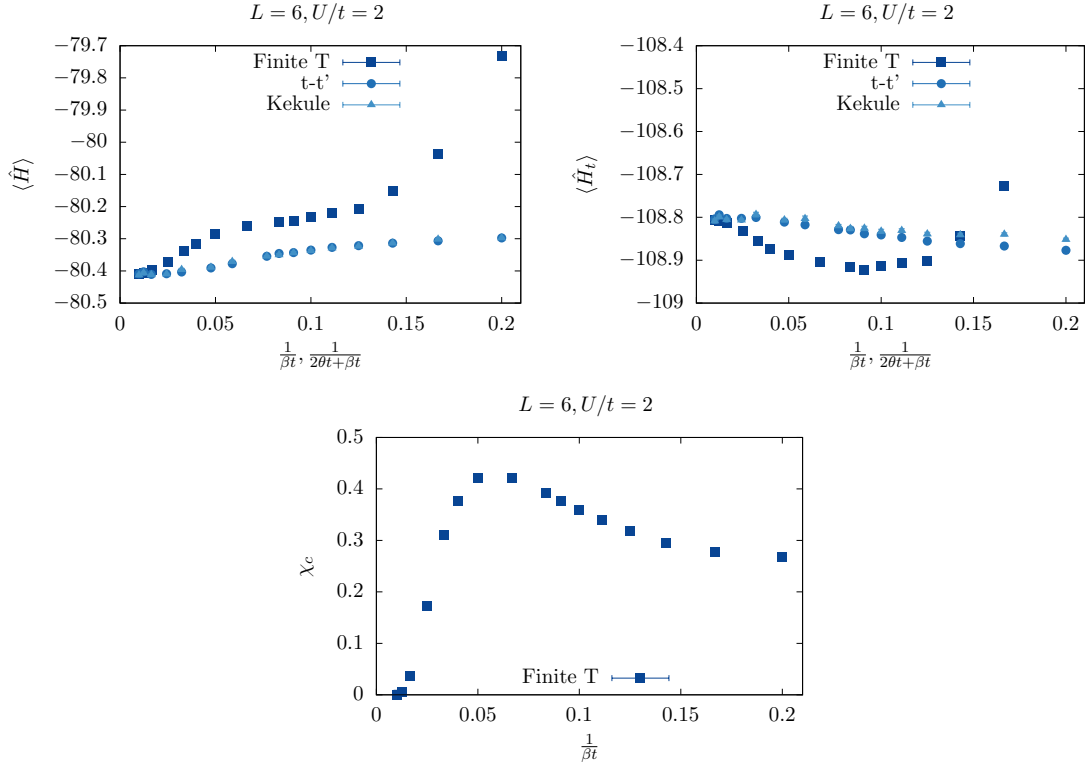 L = 6, U/t = 2
⟨Ĥ⟩
−79.7
−79.8
−79.9
−80
−80.1
−80.2
−80.3
−80.4
−80.5
0 0.05 0.1 0.15 0.2
1/βt, 1/2θt+βt
Finite T
t-t'
Kekule
L = 6, U/t = 2
⟨Ĥt⟩
−108.4
−108.5
−108.6
−108.7
−108.8
−108.9
−109
0 0.05 0.1 0.15 0.2
1/βt, 1/2θt+βt
Finite T
t-t'
Kekule
L = 6, U/t = 2
χc
0.5
0.4
0.3
0.2
0.1
0
0 0.05 0.1 0.15 0.2
1/βt
Finite T